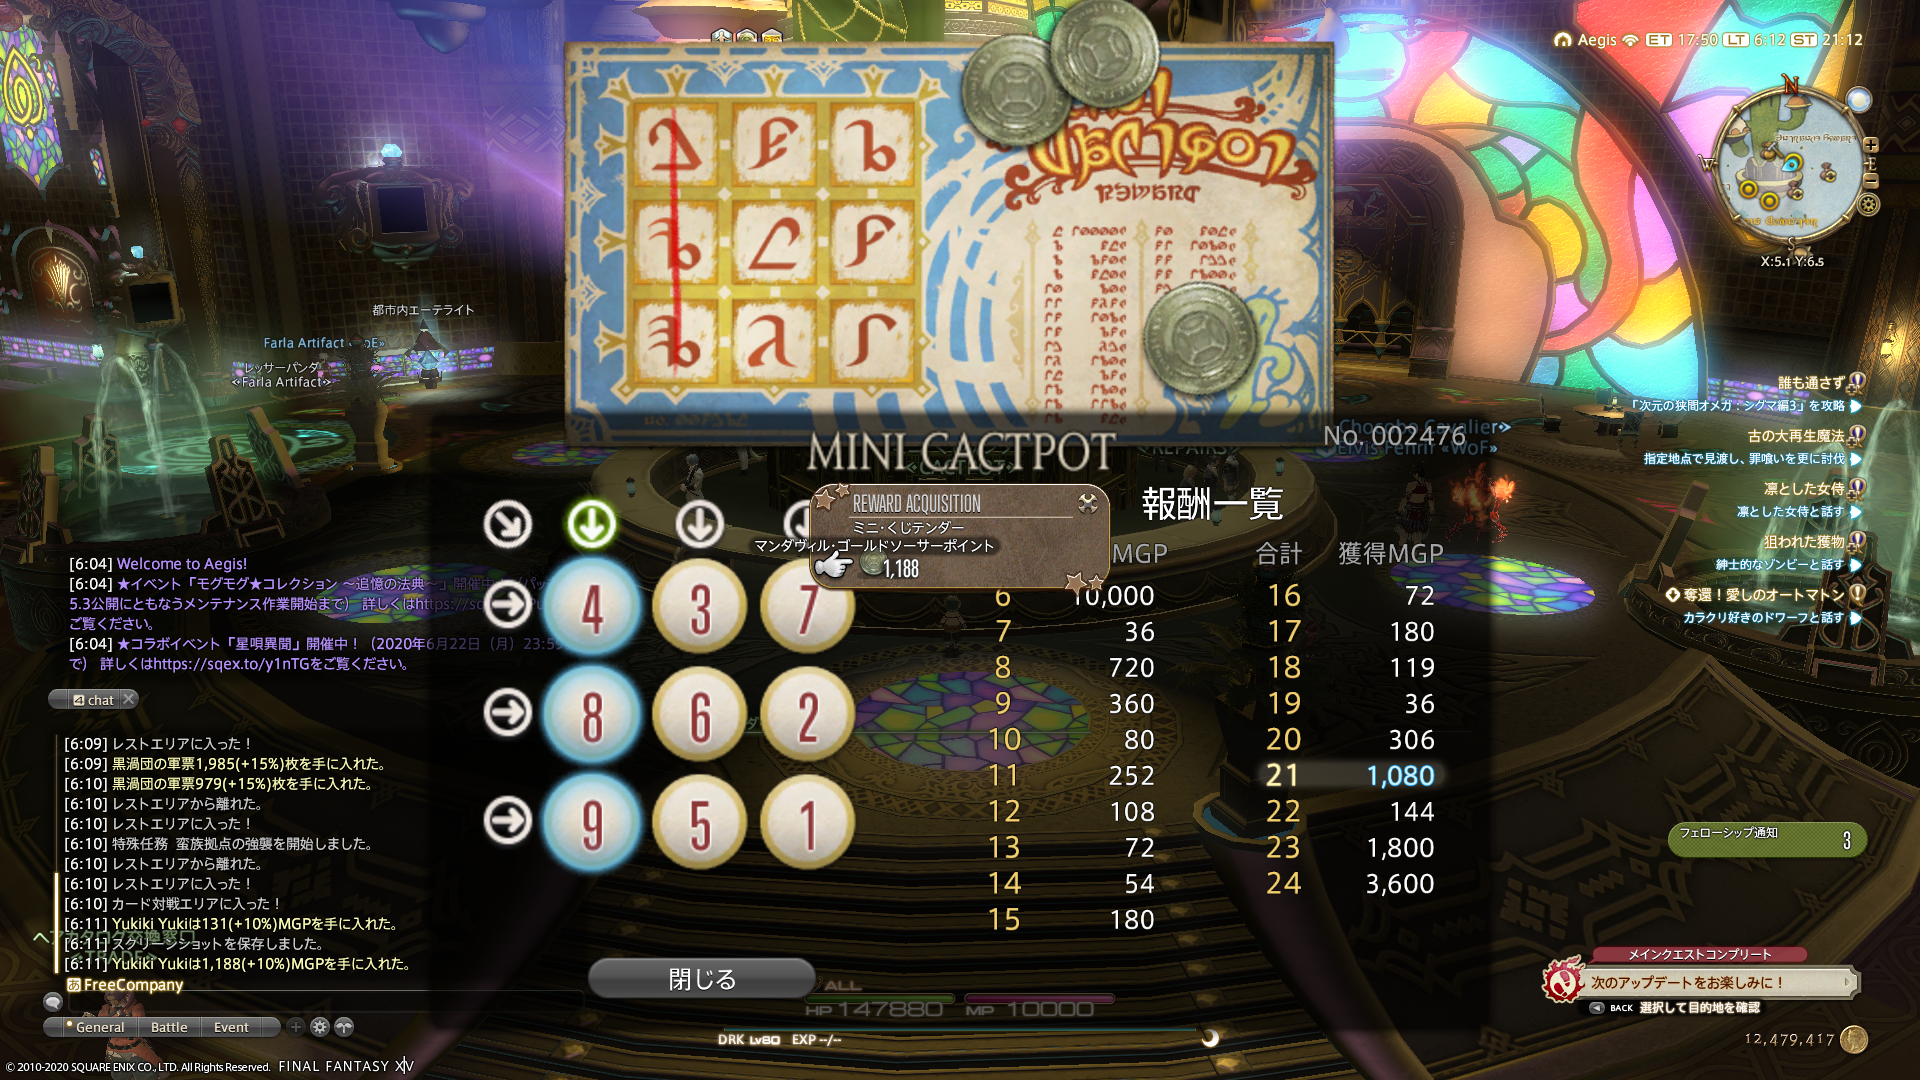 Aegis ET 17:50 LT 6:12 ST 21:12
N
W
E
S
X:5.1 Y:6.5
都市内エーテライト
レッサーパンダ
«Farla Artifact»
MINI CACTPOT
No. 002476
REWARD ACQUISITION
ミニ・くじテンダー
マンダヴィル・ゴールドソーサーポイント
1,188
報酬一覧
MGP 合計 獲得MGP
4 3 7
8 6 2
9 5 1
6 10,000 16 72
7 36 17 180
8 720 18 119
9 360 19 36
10 80 20 306
11 252 21 1,080
12 108 22 144
13 72 23 1,800
14 54 24 3,600
15 180
閉じる
[6:04] Welcome to Aegis!
[6:04] ★イベント「モグモグ★コレクション ～追憶の法典～」開催中
5.3公開にともなうメンテナンス作業開始まで） 詳しくはhttps://sq
ご覧ください。
[6:04] ★コラボイベント「星唄異聞」開催中！（2020年6月22日（月）23:59
で） 詳しくはhttps://sqex.to/y1nTGをご覧ください。
4 chat
[6:09] レストエリアに入った！
[6:09] 黒渦団の軍票1,985(+15%)枚を手に入れた。
[6:10] 黒渦団の軍票979(+15%)枚を手に入れた。
[6:10] レストエリアから離れた。
[6:10] レストエリアに入った！
[6:10] 特殊任務 蛮族拠点の強襲を開始しました。
[6:10] レストエリアから離れた。
[6:10] レストエリアに入った！
[6:10] カード対戦エリアに入った！
[6:11] Yukiki Yukiは131(+10%)MGPを手に入れた。
[6:11] スクリーンショットを保存しました。
[6:11] Yukiki Yukiは1,188(+10%)MGPを手に入れた。
あ FreeCompany
General Battle Event
ALL
HP 147880 MP 10000
DRK Lv80 EXP --/--
誰も通さず
「次元の狭間オメガ：シグマ編3」を攻略
古の大再生魔法
指定地点で見渡し、罪喰いを更に討伐
凛とした女侍
凛とした女侍と話す
狙われた獲物
紳士的なゾンビーと話す
奪還！愛しのオートマトン
カラクリ好きのドワーフと話す
フェローシップ通知
3
メインクエストコンプリート
次のアップデートをお楽しみに！
BACK 選択して目的地を確認
12,479,417
© 2010-2020 SQUARE ENIX CO., LTD. All Rights Reserved. FINAL FANTASY XIV